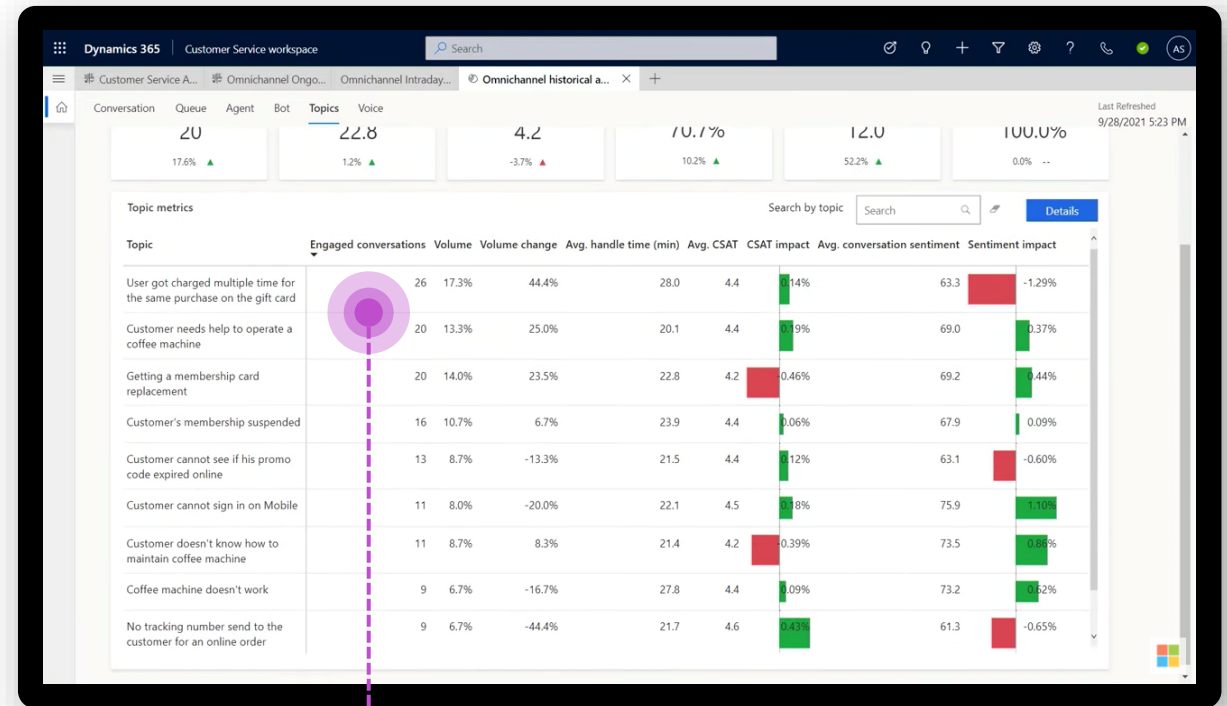 Dynamics 365 Customer Service workspace Search AS
Customer Service A... Omnichannel Ongo... Omnichannel Intraday... Omnichannel historical a...
Conversation Queue Agent Bot Topics Voice
Last Refreshed
9/28/2021 5:23 PM
20 22.8 4.2 70.7% 12.0 100.0%
17.6% 1.2% -3.7% 10.2% 52.2% 0.0% --
Topic metrics Search by topic Search Details
Topic Engaged conversations Volume Volume change Avg. handle time (min) Avg. CSAT CSAT impact Avg. conversation sentiment Sentiment impact
User got charged multiple time for
the same purchase on the gift card
26 17.3% 44.4% 28.0 4.4 0.14% 63.3 -1.29%
Customer needs help to operate a
coffee machine
20 13.3% 25.0% 20.1 4.4 0.19% 69.0 0.37%
Getting a membership card
replacement
20 14.0% 23.5% 22.8 4.2 -0.46% 69.2 0.44%
Customer's membership suspended 16 10.7% 6.7% 23.9 4.4 0.06% 67.9 0.09%
Customer cannot see if his promo
code expired online
13 8.7% -13.3% 21.5 4.4 0.12% 63.1 -0.60%
Customer cannot sign in on Mobile 11 8.0% -20.0% 22.1 4.5 0.18% 75.9 1.10%
Customer doesn't know how to
maintain coffee machine
11 8.7% 8.3% 21.4 4.2 -0.39% 73.5 0.86%
Coffee machine doesn't work 9 6.7% -16.7% 27.8 4.4 0.09% 73.2 0.62%
No tracking number send to the
customer for an online order
9 6.7% -44.4% 21.7 4.6 0.43% 61.3 -0.65%